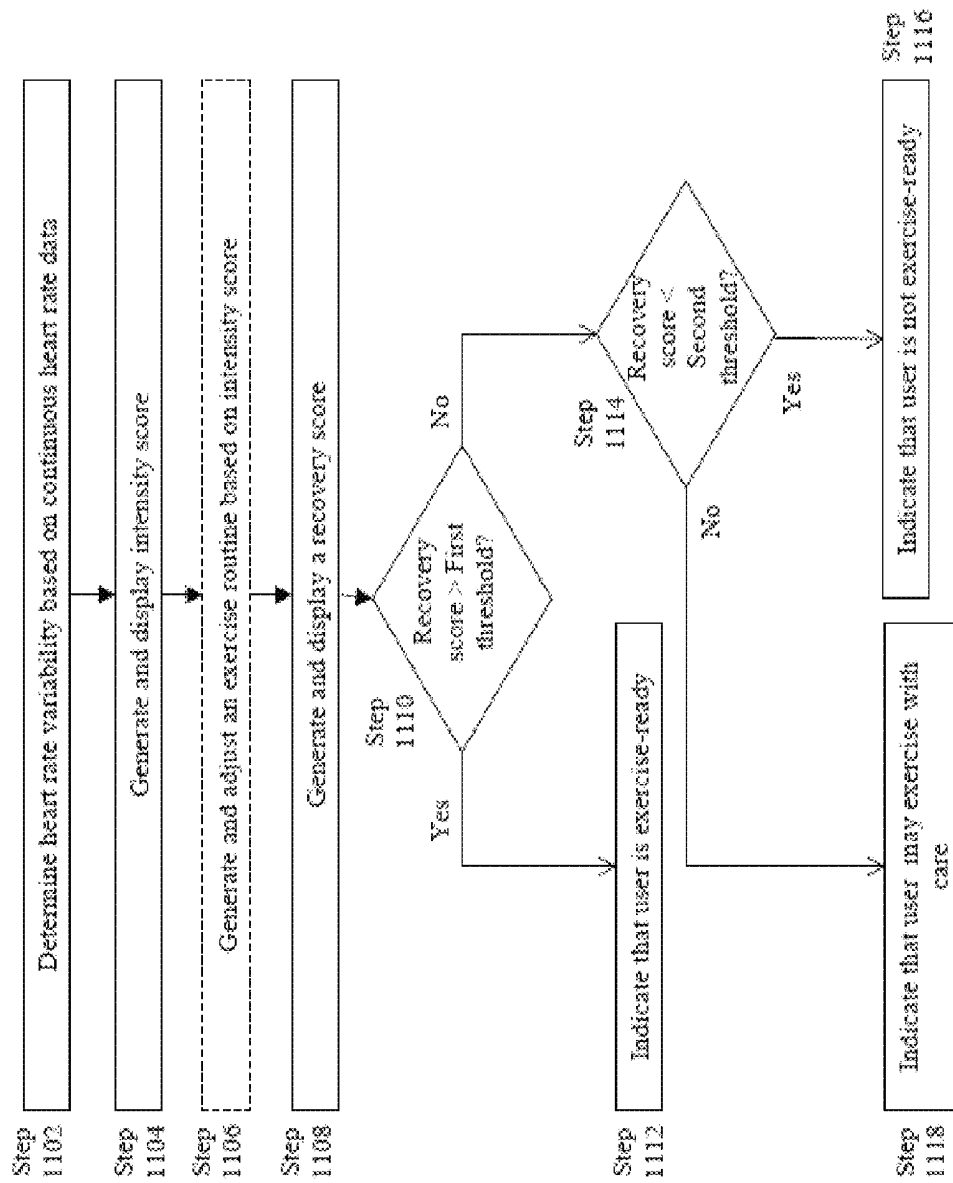 Step
1102
Determine heart rate variability based on continuous heart rate data
Step
1104
Generate and display intensity score
Step
1106
Generate and adjust an exercise routine based on intensity score
Step
1108
Generate and display a recovery score
Step
1110
Recovery
score > First
threshold?
Yes
No
Step
1112
Indicate that user is exercise-ready
Step
1114
Recovery
score <
Second
threshold?
No
Yes
Step
1118
Indicate that user may exercise with
care
Indicate that user is not exercise-ready
Step
1116